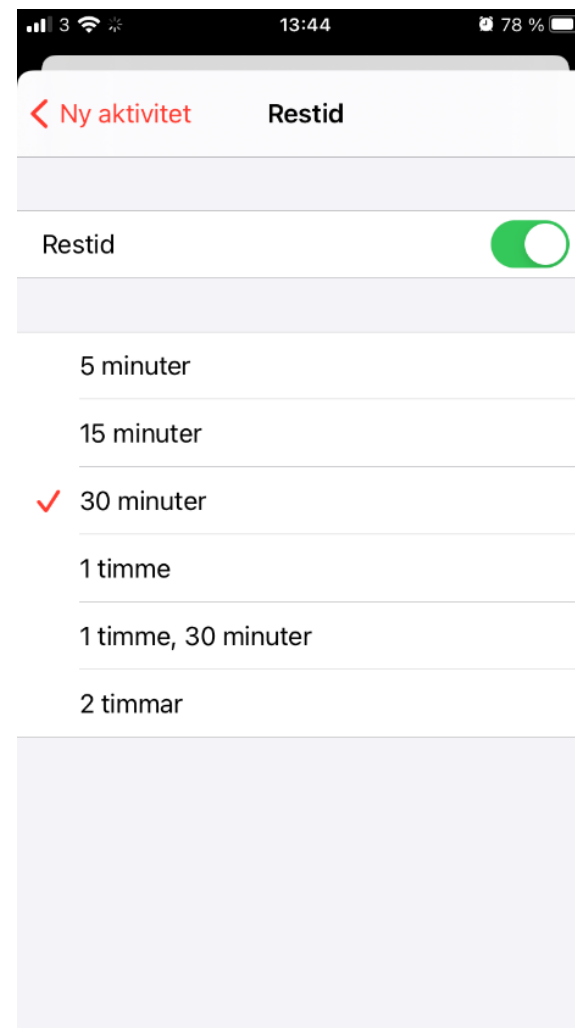 3 13:44 78 %
Ny aktivitet Restid
Restid
5 minuter
15 minuter
30 minuter
1 timme
1 timme, 30 minuter
2 timmar